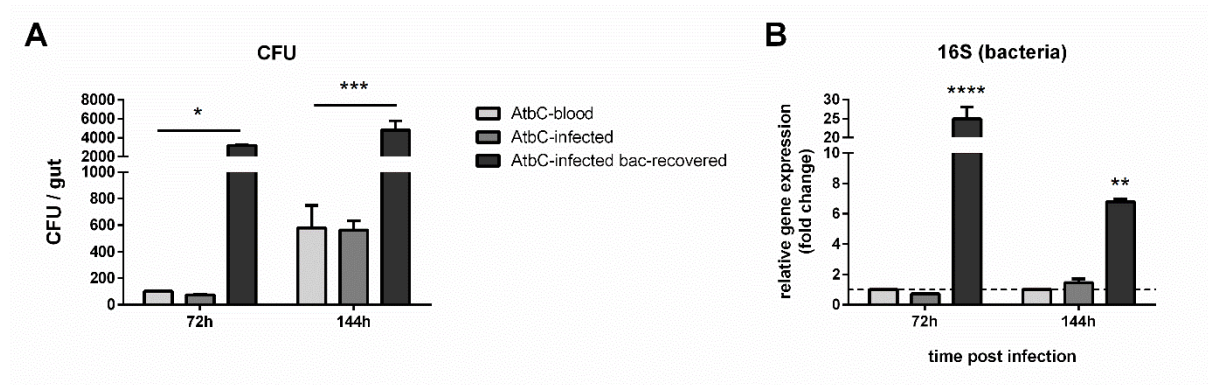 A
CFU
CFU / gut
8000
6000
4000
2000
1000
800
600
400
200
0
*
***
72h
144h
AtbC-blood
AtbC-infected
AtbC-infected bac-recovered
B
16S (bacteria)
relative gene expression
(fold change)
30
25
20
15
10
8
6
4
2
0
****
**
72h
144h
time post infection